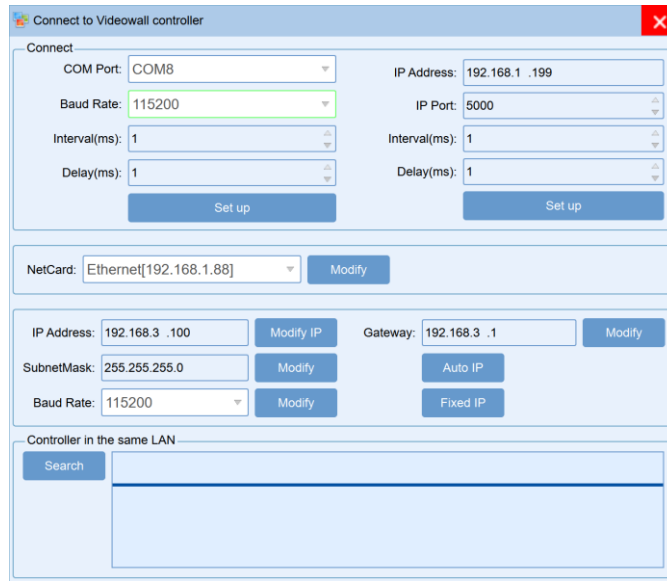 Connect to Videowall controller
Connect
COM Port: COM8
IP Address: 192.168.1 .199
Baud Rate: 115200
IP Port: 5000
Interval(ms): 1
Interval(ms): 1
Delay(ms): 1
Delay(ms): 1
Set up
Set up
NetCard: Ethernet[192.168.1.88] Modify
IP Address: 192.168.3 .100 Modify IP Gateway: 192.168.3 .1 Modify
SubnetMask: 255.255.255.0 Modify Auto IP
Baud Rate: 115200 Modify Fixed IP
Controller in the same LAN
Search